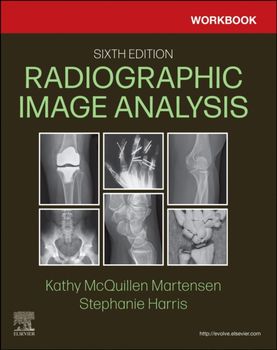 WORKBOOK
SIXTH EDITION
RADIOGRAPHIC
IMAGE ANALYSIS
Kathy McQuillen Martensen
Stephanie Harris
ELSEVIER
http://evolve.elsevier.com